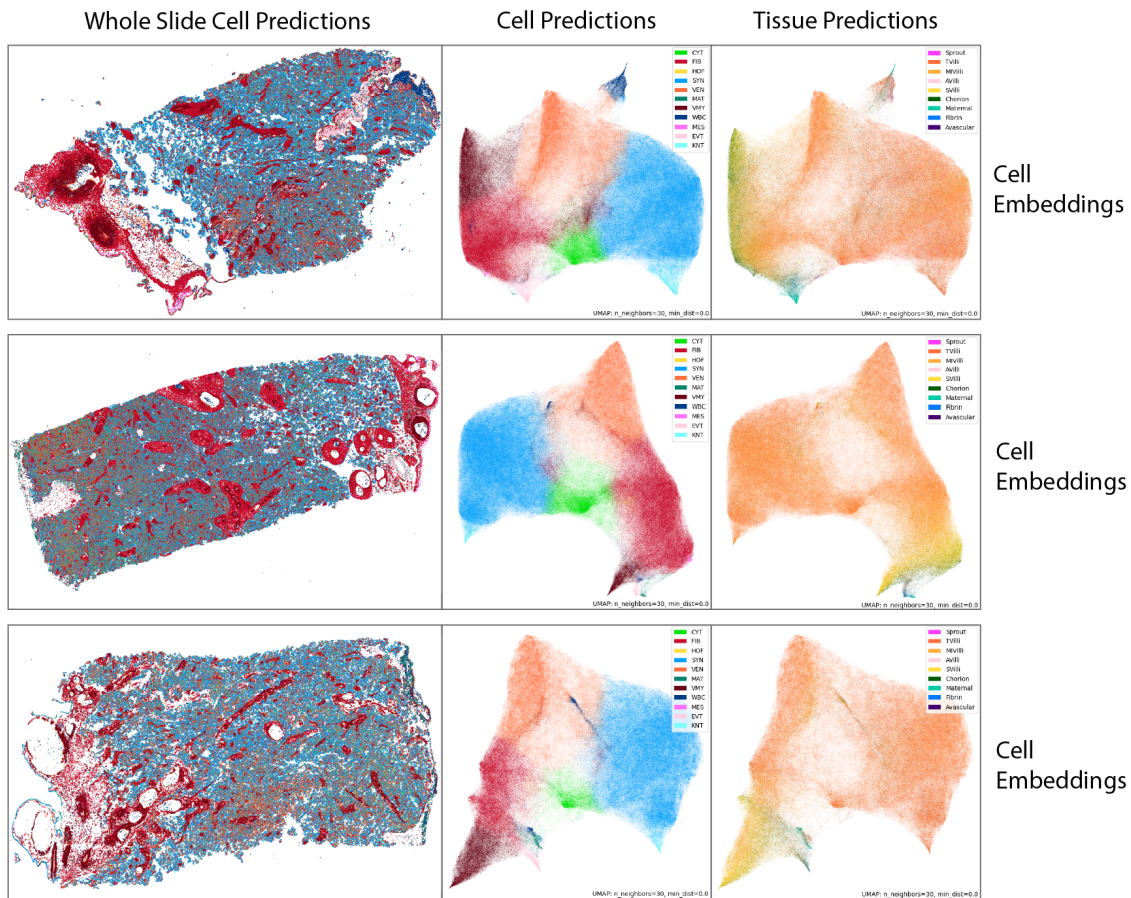 Whole Slide Cell Predictions
Cell Predictions
Tissue Predictions
CYT
FIB
HOF
SYN
VEN
MAT
VMY
WBC
MES
EVT
KNT
UMAP: n_neighbors=30, min_dist=0.0
Sprout
TVilli
MIVilli
AVilli
SVilli
Chorion
Maternal
Fibrin
Avascular
UMAP: n_neighbors=30, min_dist=0.0
Cell
Embeddings
CYT
FIB
HOF
SYN
VEN
MAT
VMY
WBC
MES
EVT
KNT
UMAP: n_neighbors=30, min_dist=0.0
Sprout
TVilli
MIVilli
AVilli
SVilli
Chorion
Maternal
Fibrin
Avascular
UMAP: n_neighbors=30, min_dist=0.0
Cell
Embeddings
CYT
FIB
HOF
SYN
VEN
MAT
VMY
WBC
MES
EVT
KNT
UMAP: n_neighbors=30, min_dist=0.0
Sprout
TVilli
MIVilli
AVilli
SVilli
Chorion
Maternal
Fibrin
Avascular
UMAP: n_neighbors=30, min_dist=0.0
Cell
Embeddings